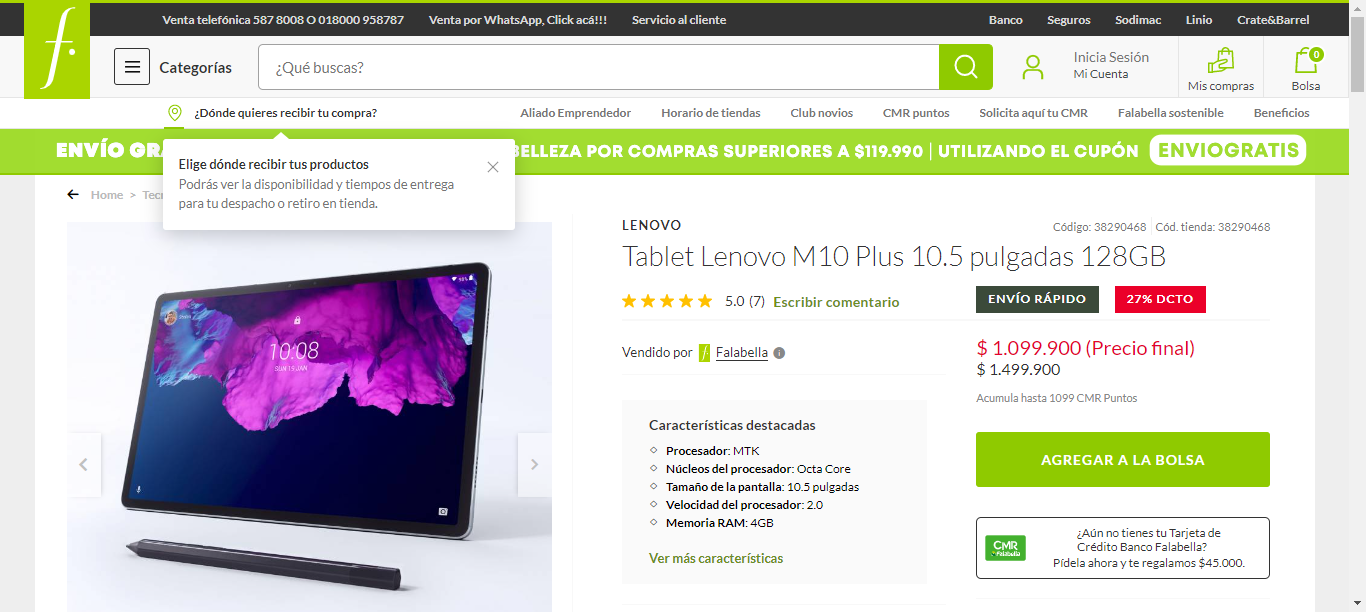 Venta telefónica 587 8008 O 018000 958787
Venta por WhatsApp, Click acá!!!
Servicio al cliente
Banco
Seguros
Sodimac
Linio
Crate&Barrel
f.
Categorías
¿Qué buscas?
Inicia Sesión
Mi Cuenta
Mis compras
0
Bolsa
¿Dónde quieres recibir tu compra?
Aliado Emprendedor
Horario de tiendas
Club novios
CMR puntos
Solicita aquí tu CMR
Falabella sostenible
Beneficios
ENVÍO GRA
BELLEZA POR COMPRAS SUPERIORES A $119.990 | UTILIZANDO EL CUPÓN ENVIOGRATIS
Elige dónde recibir tus productos
Podrás ver la disponibilidad y tiempos de entrega
para tu despacho o retiro en tienda.
Home > Tecn
LENOVO
Código: 38290468 | Cód. tienda: 38290468
Tablet Lenovo M10 Plus 10.5 pulgadas 128GB
5.0 (7) Escribir comentario
ENVÍO RÁPIDO
27% DCTO
Vendido por f Falabella
$ 1.099.900 (Precio final)
$ 1.499.900
Acumula hasta 1099 CMR Puntos
Características destacadas
Procesador: MTK
Núcleos del procesador: Octa Core
Tamaño de la pantalla: 10.5 pulgadas
Velocidad del procesador: 2.0
Memoria RAM: 4GB
Ver más características
AGREGAR A LA BOLSA
CMR
Falabella
¿Aún no tienes tu Tarjeta de
Crédito Banco Falabella?
Pídela ahora y te regalamos $45.000.
10:08
SUN 19 JAN